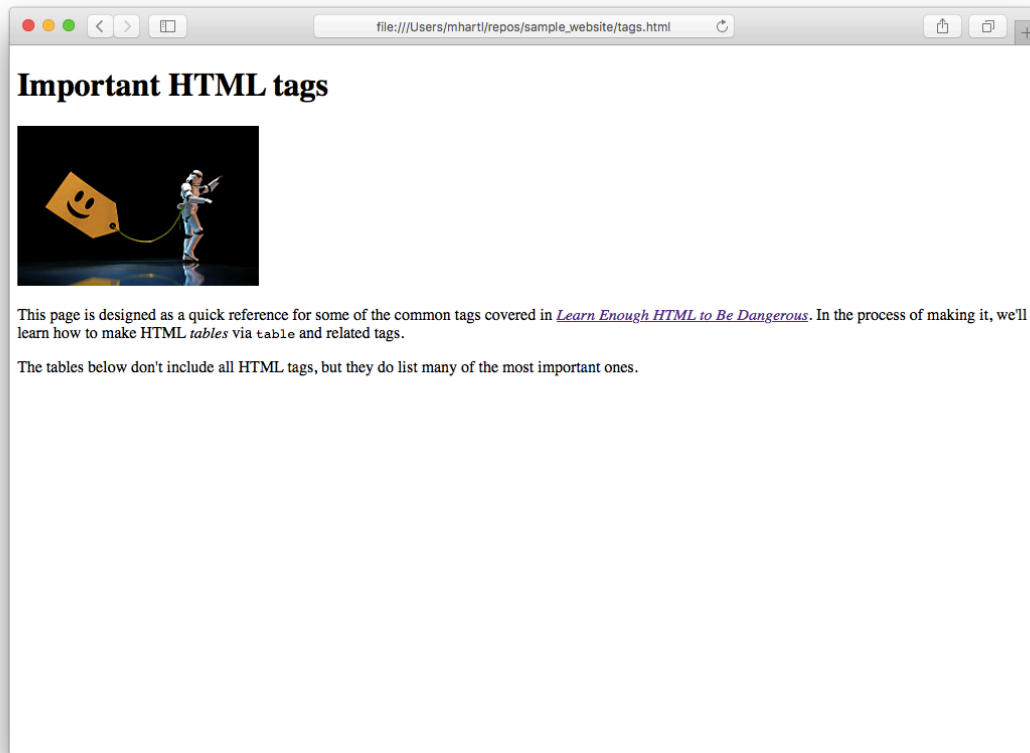 file:///Users/mhartl/repos/sample_website/tags.html
Important HTML tags
This page is designed as a quick reference for some of the common tags covered in Learn Enough HTML to Be Dangerous. In the process of making it, we'll
learn how to make HTML tables via table and related tags.
The tables below don't include all HTML tags, but they do list many of the most important ones.